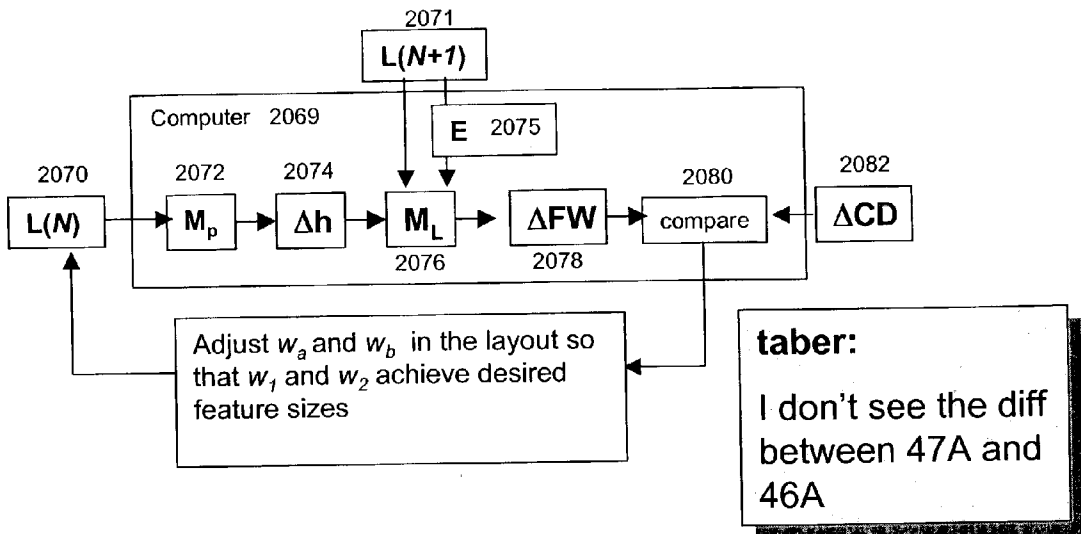 2071
L(N+1)
Computer 2069
E 2075
2070
2072
2074
2080
2082
L(N)
Mp
Δh
ML
ΔFW
compare
ΔCD
2076
2078
Adjust wa and wb in the layout so
that w1 and w2 achieve desired
feature sizes
taber:
I don't see the diff
between 47A and
46A